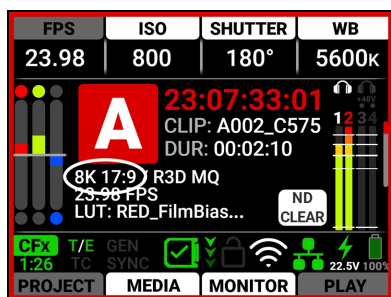 FPS ISO SHUTTER WB
23.98 800 180° 5600K
A
23:07:33:01
CLIP: A002_C575
DUR: 00:02:10
+48V
1 2 3 4
8K 17:9 / R3D MQ
23.98 FPS
LUT: RED_FilmBias...
ND
CLEAR
CFx T/E GEN
1:26 TC SYNC
22.5V 100%
PROJECT MEDIA MONITOR PLAY